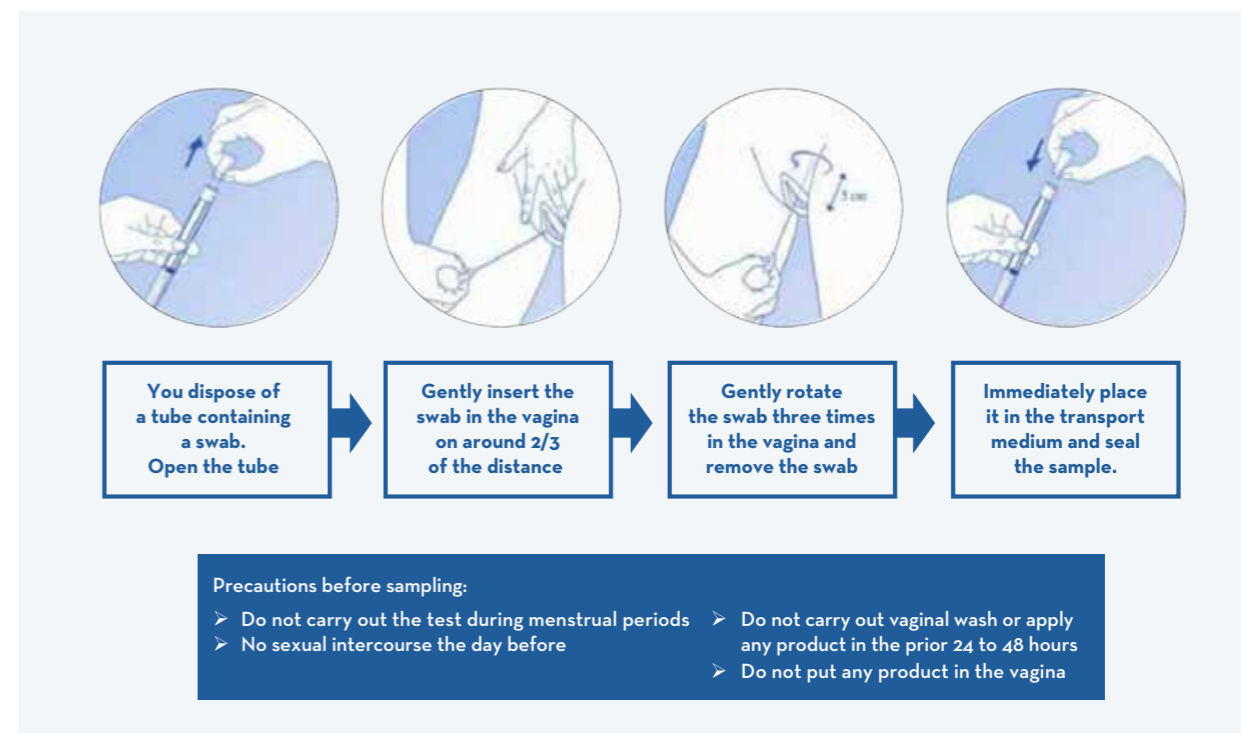 3 cm
You dispose of
a tube containing
a swab.
Open the tube
Gently insert the
swab in the vagina
on around 2/3
of the distance
Gently rotate
the swab three times
in the vagina and
remove the swab
Immediately place
it in the transport
medium and seal
the sample.
Precautions before sampling:
➢ Do not carry out the test during menstrual periods
➢ No sexual intercourse the day before
➢ Do not carry out vaginal wash or apply
any product in the prior 24 to 48 hours
➢ Do not put any product in the vagina